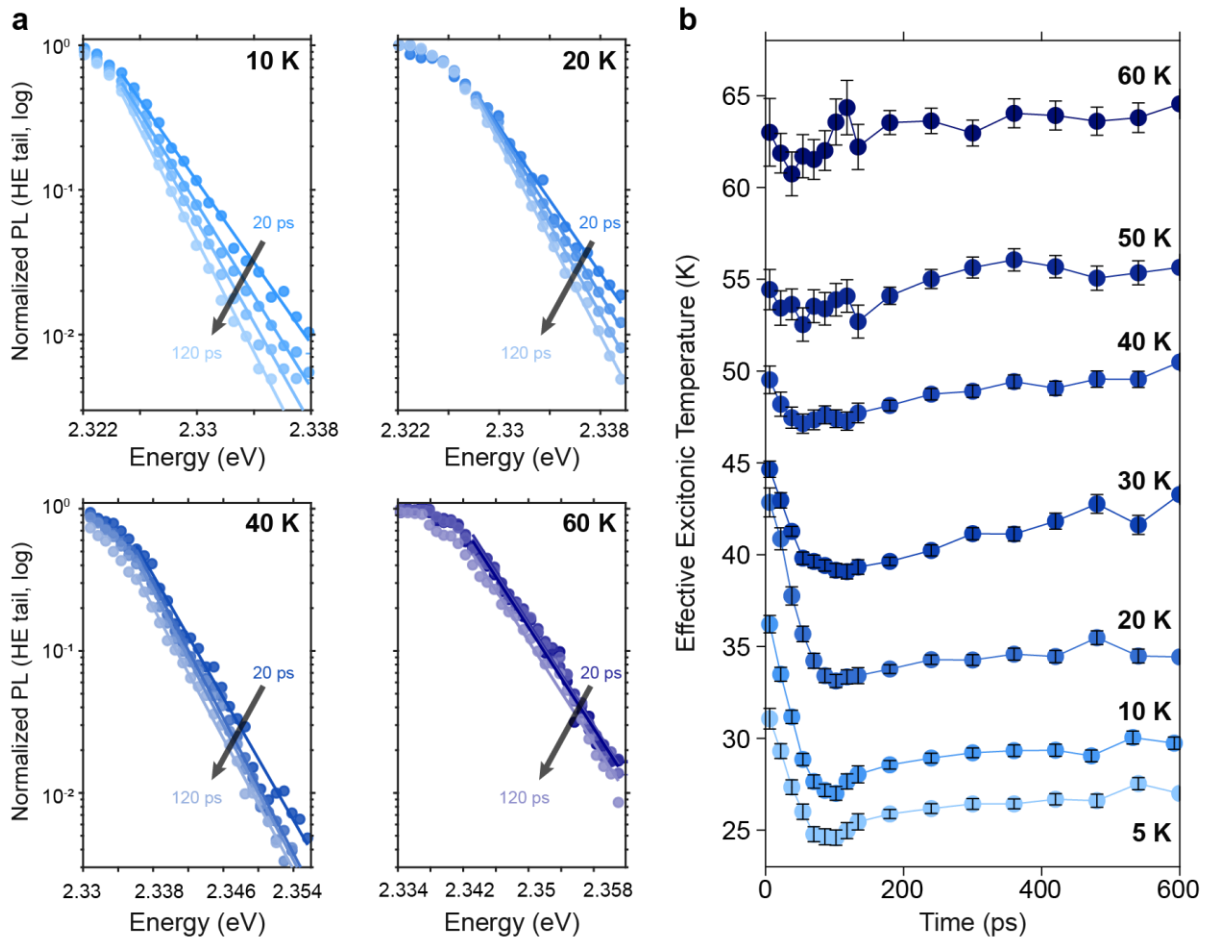 a
10 K
Normalized PL (HE tail, log)
10⁰
10⁻¹
10⁻²
20 ps
120 ps
2.322
2.33
2.338
Energy (eV)
20 K
20 ps
120 ps
2.322
2.33
2.338
Energy (eV)
40 K
Normalized PL (HE tail, log)
10⁰
10⁻¹
10⁻²
20 ps
120 ps
2.33
2.338
2.346
2.354
Energy (eV)
60 K
20 ps
120 ps
2.334
2.342
2.35
2.358
Energy (eV)
b
Effective Excitonic Temperature (K)
65
60
55
50
45
40
35
30
25
60 K
50 K
40 K
30 K
20 K
10 K
5 K
0
200
400
600
Time (ps)